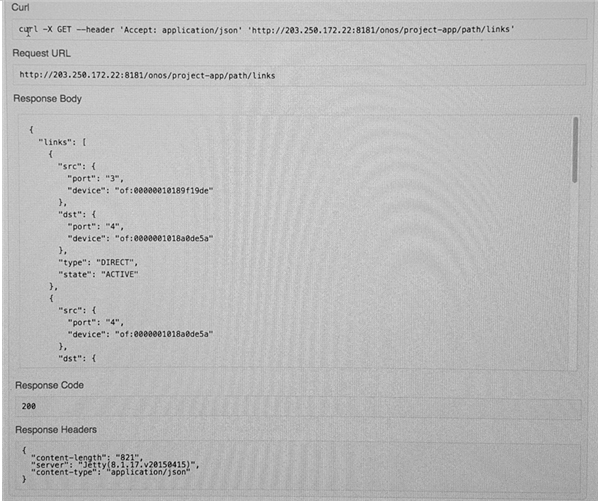 Curl
curl -X GET --header 'Accept: application/json' 'http://203.250.172.22:8181/onos/project-app/path/links'
Request URL
http://203.250.172.22:8181/onos/project-app/path/links
Response Body
{
"links": [
{
"src": {
"port": "3",
"device": "of:00000010189f19de"
},
"dst": {
"port": "4",
"device": "of:0000001018a0de5a"
},
"type": "DIRECT",
"state": "ACTIVE"
},
{
"src": {
"port": "4",
"device": "of:0000001018a0de5a"
},
"dst": {
Response Code
200
Response Headers
{
"content-length": "821",
"server": "Jetty(8.1.17.v20150415)",
"content-type": "application/json"
}